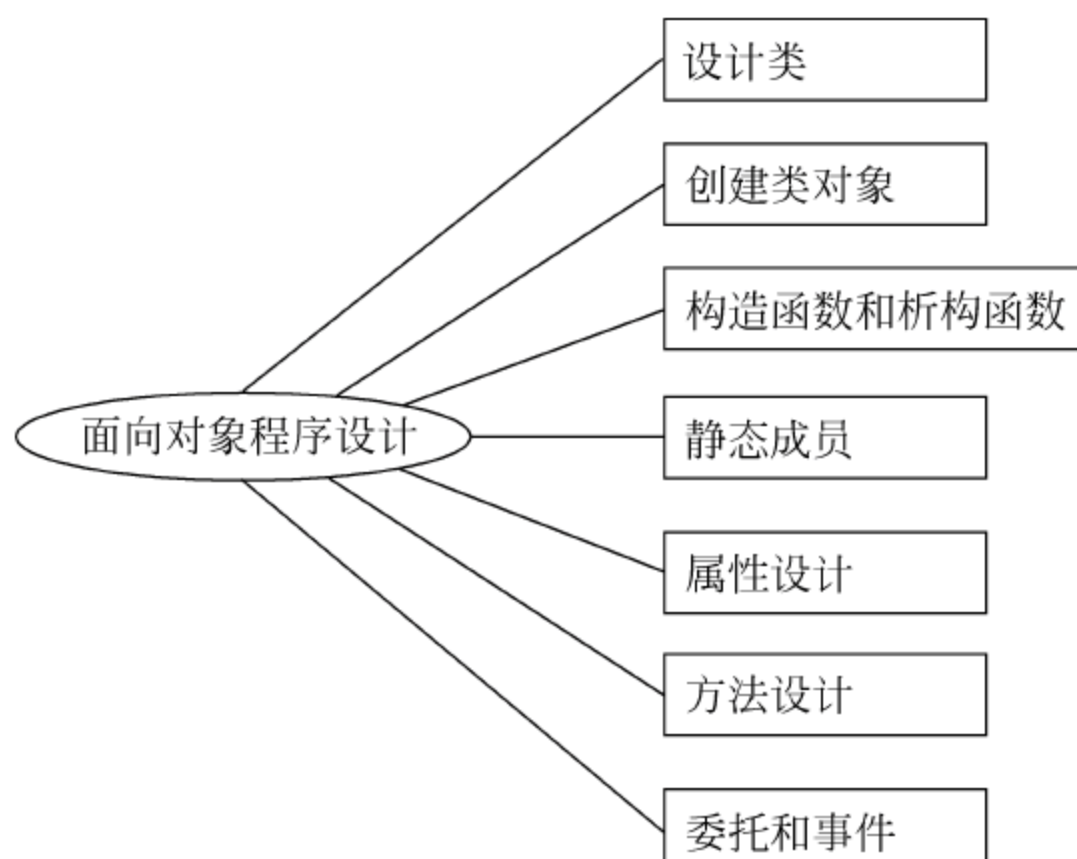 设计类
创建类对象
构造函数和析构函数
面向对象程序设计
静态成员
属性设计
方法设计
委托和事件